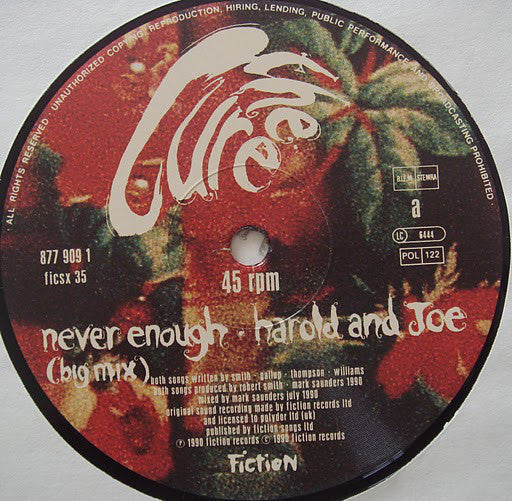 ALL RIGHTS RESERVED · UNAUTHORIZED COPYING, REPRODUCTION, HIRING, LENDING, PUBLIC PERFORMANCE AND BROADCASTING PROHIBITED ·
the
Cure
B.I.E.M. STEMRA
a
LC 6444
POL 122
877 909 1
ficsx 35
45 rpm
never enough · harold and Joe
(big mix)
both songs written by smith · gallup · thompson · williams
both songs produced by robert smith · mark saunders 1990
mixed by mark saunders july 1990
original sound recording made by fiction records ltd
and licensed to polydor ltd (uk)
published by fiction songs ltd
℗ 1990 fiction records © 1990 fiction records
Fiction